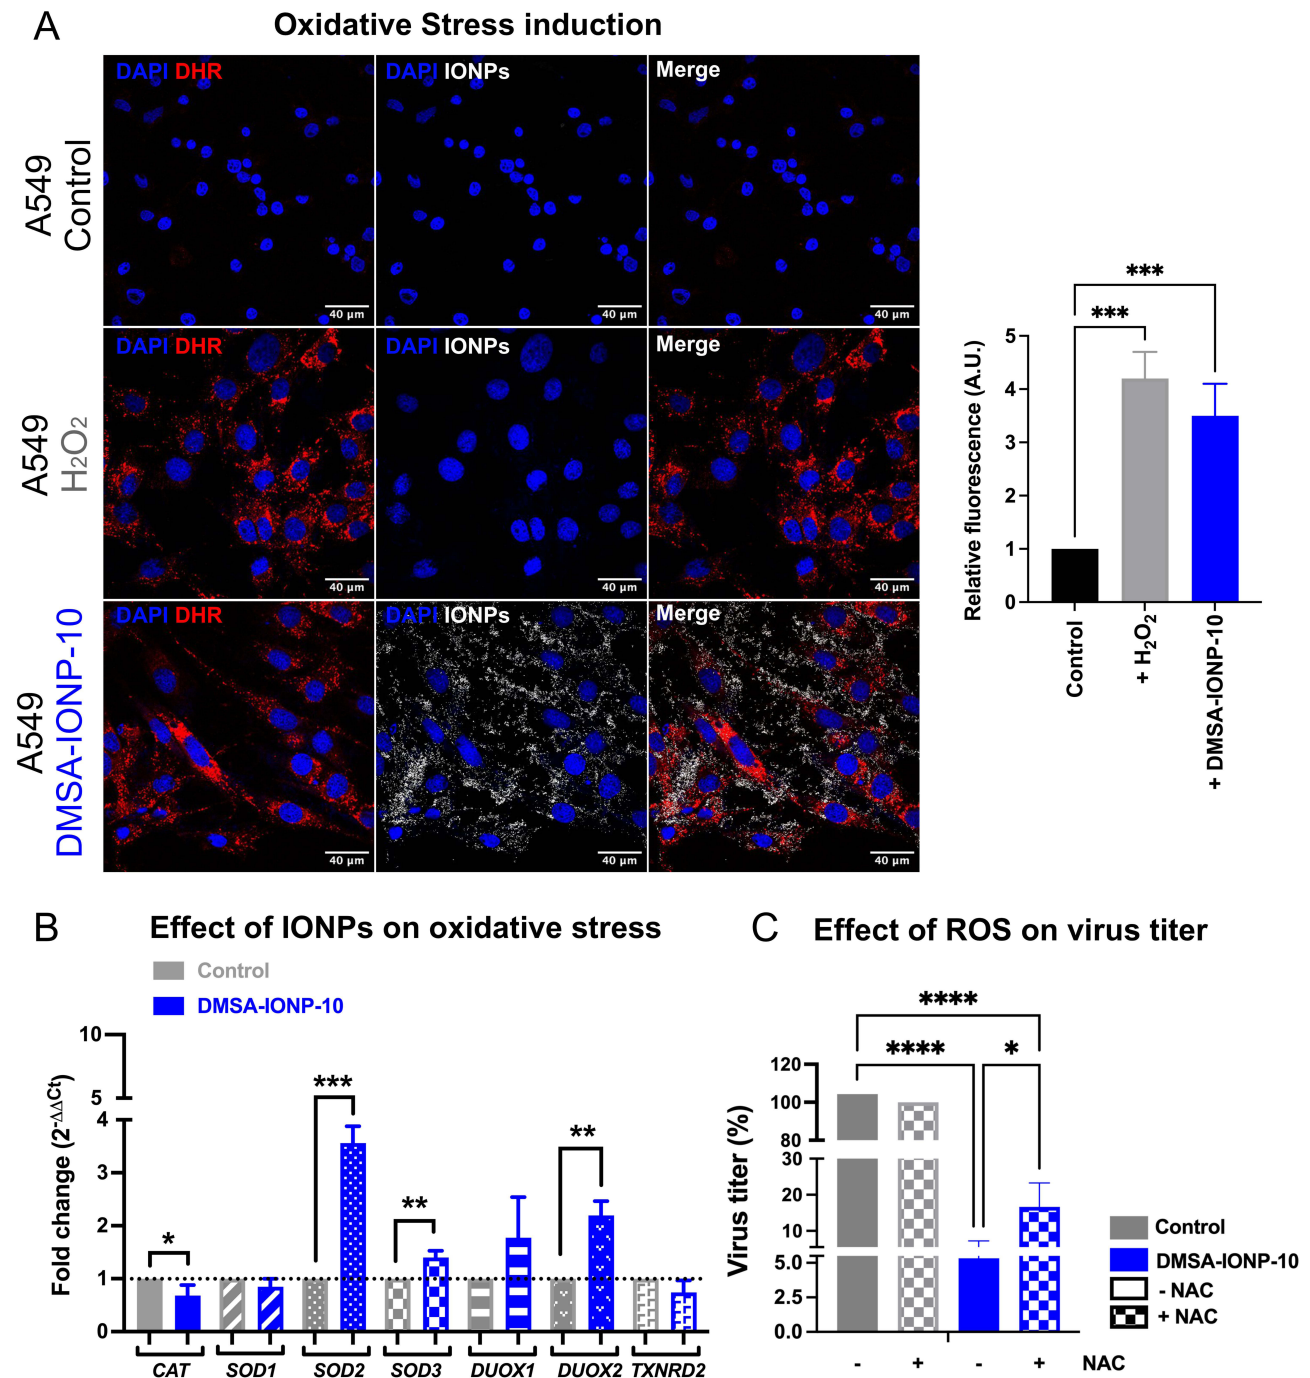 A
Oxidative Stress induction
A549
Control
DAPI DHR
DAPI IONPs
Merge
40 µm
40 µm
40 µm
A549
H₂O₂
DAPI DHR
DAPI IONPs
Merge
40 µm
40 µm
40 µm
A549
DMSA-IONP-10
DAPI DHR
DAPI IONPs
Merge
40 µm
40 µm
40 µm
***
***
Relative fluorescence (A.U.)
5
4
3
2
1
0
Control
+ H₂O₂
+ DMSA-IONP-10
B
Effect of IONPs on oxidative stress
Control
DMSA-IONP-10
Fold change (2^-ΔΔCt)
10
5
4
3
2
1
0
*
***
**
**
CAT
SOD1
SOD2
SOD3
DUOX1
DUOX2
TXNRD2
C
Effect of ROS on virus titer
****
****
*
Virus titer (%)
120
100
80
30
20
10
5.0
2.5
0.0
- + - + NAC
Control
DMSA-IONP-10
- NAC
+ NAC